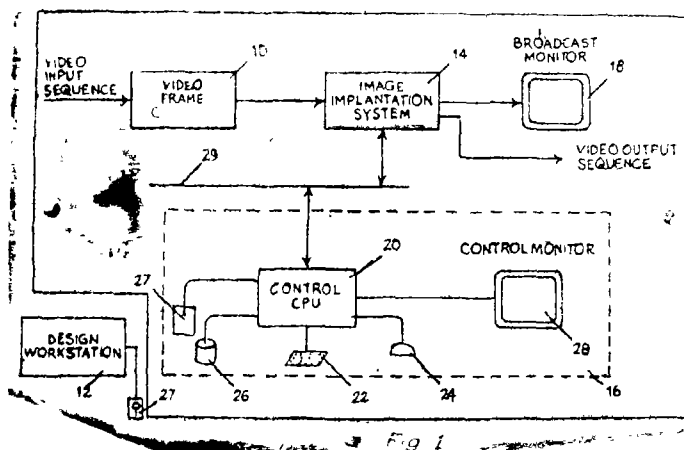 VIDEO
INPUT
SEQUENCE
10
VIDEO
FRAME
14
IMAGE
IMPLANTATION
SYSTEM
BROADCAST
MONITOR
18
VIDEO OUTPUT
SEQUENCE
29
20
CONTROL
CPU
CONTROL MONITOR
28
27
26
22
24
16
DESIGN
WORKSTATION
12
27
Fig 1